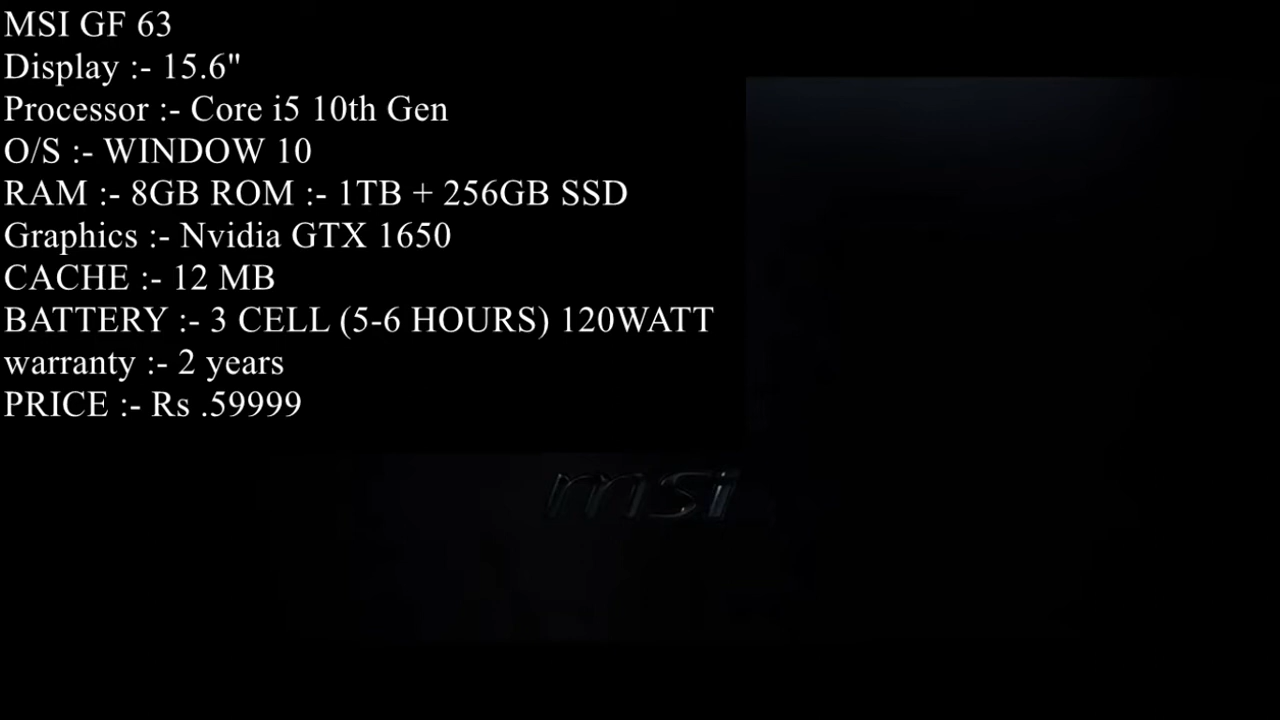 MSI GF 63
Display :- 15.6"
Processor :- Core i5 10th Gen
O/S :- WINDOW 10
RAM :- 8GB ROM :- 1TB + 256GB SSD
Graphics :- Nvidia GTX 1650
CACHE :- 12 MB
BATTERY :- 3 CELL (5-6 HOURS) 120WATT
warranty :- 2 years
PRICE :- Rs .59999
msi